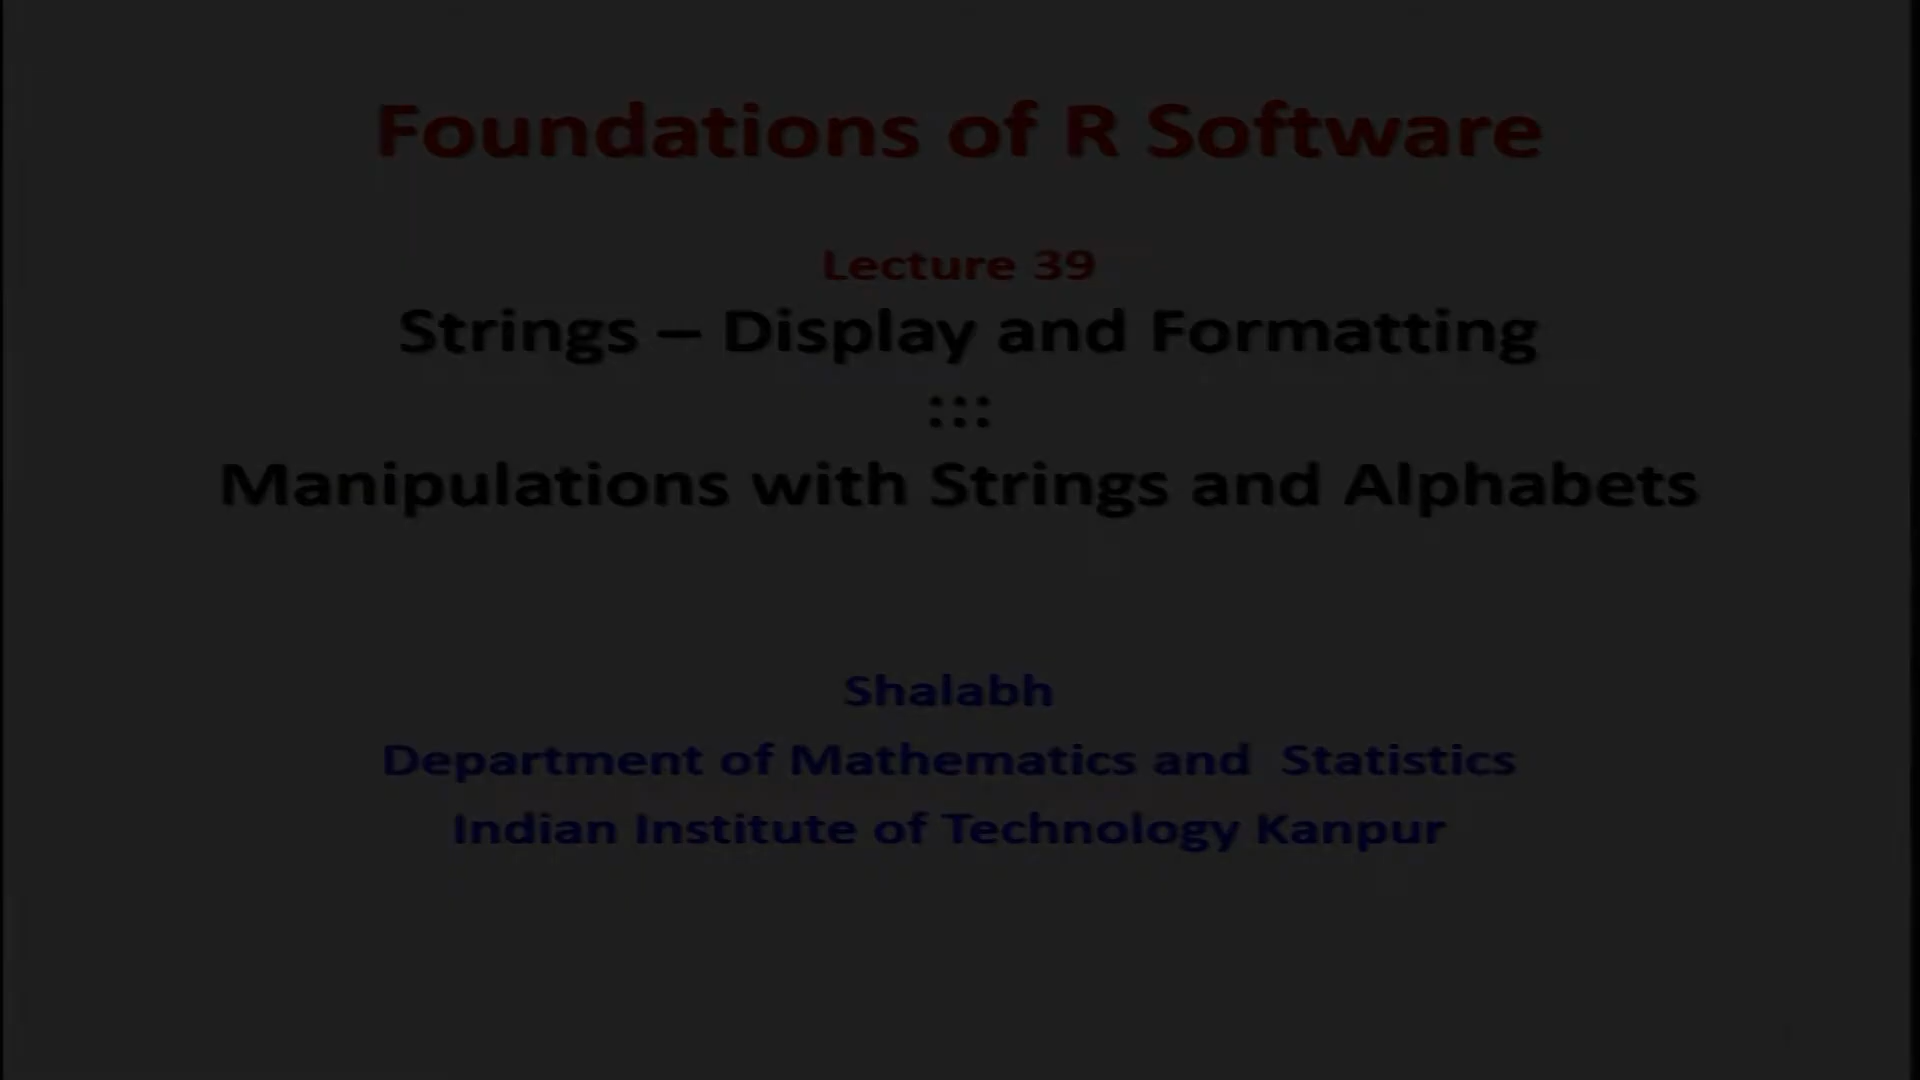 Foundations of R Software
Lecture 39
Strings – Display and Formatting
:::
Manipulations with Strings and Alphabets
Shalabh
Department of Mathematics and Statistics
Indian Institute of Technology Kanpur